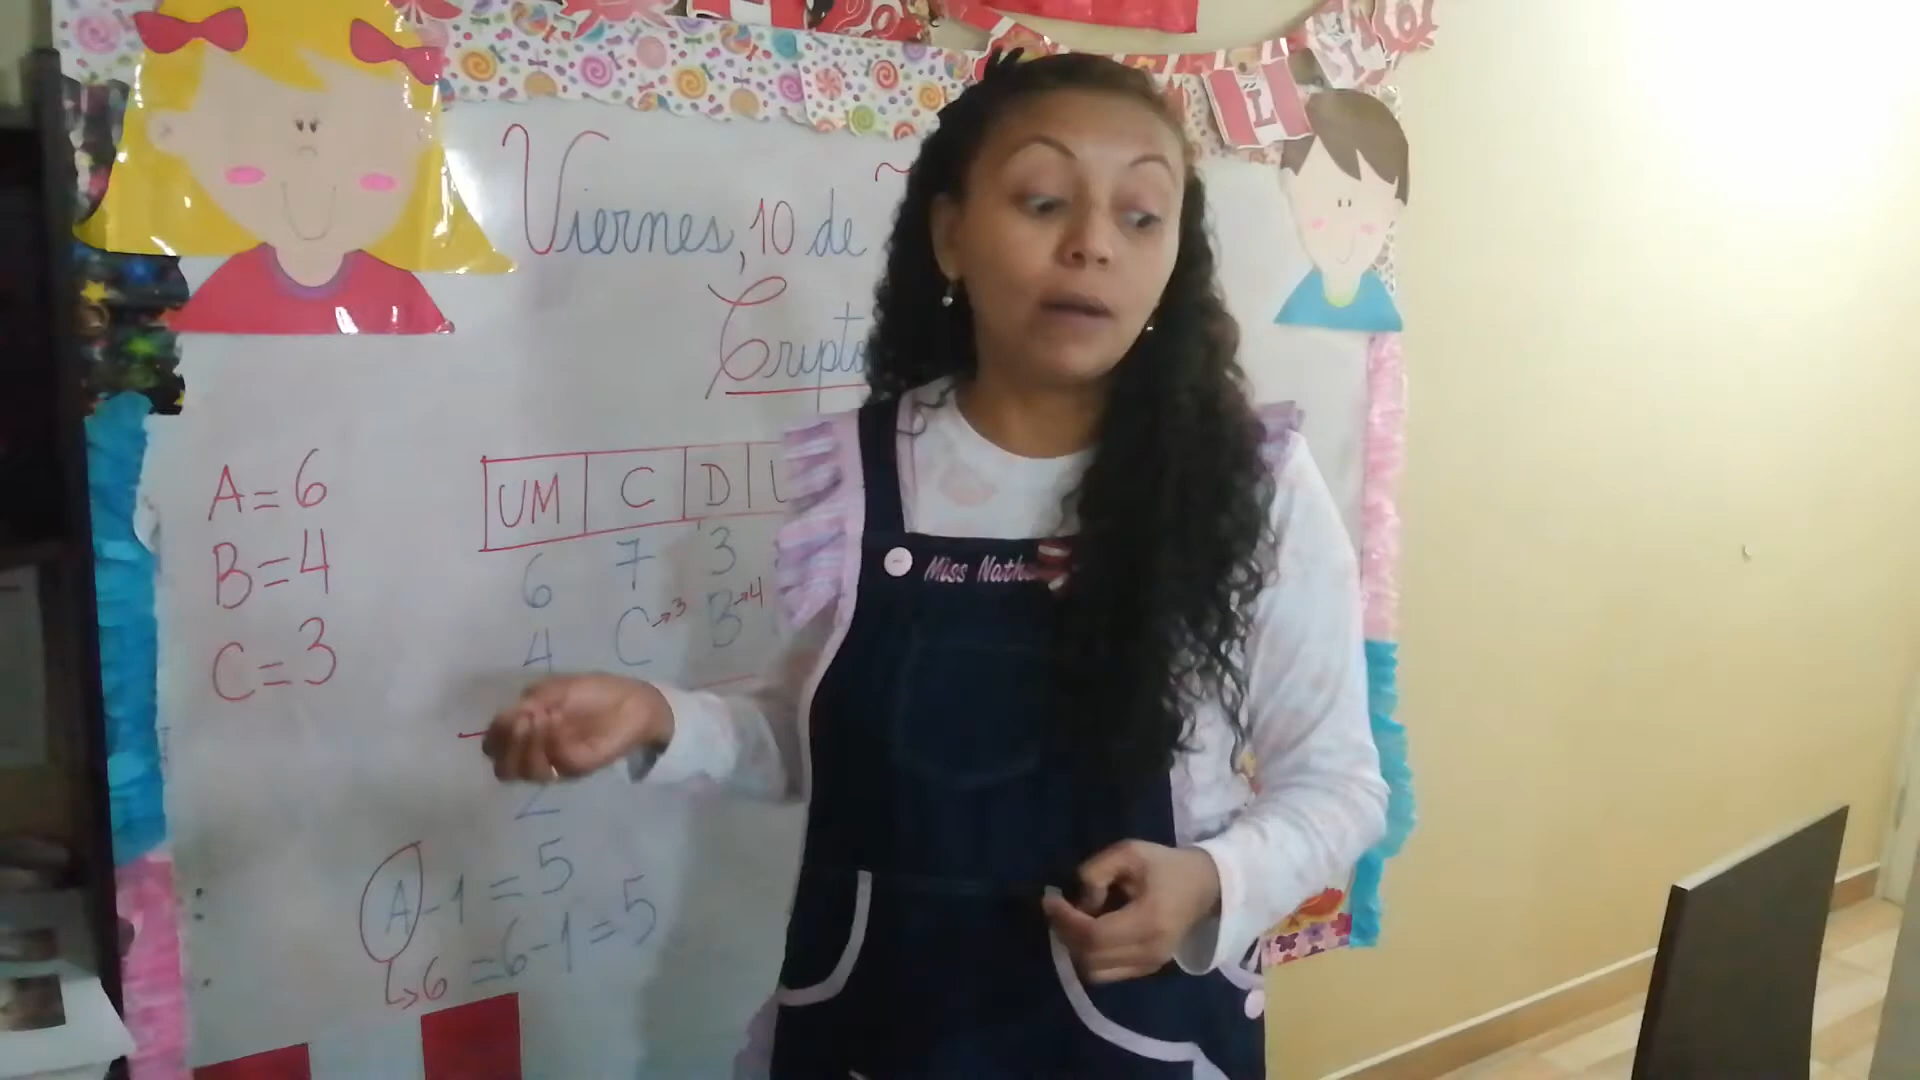 Viernes, 10 de
Cripto
A=6
B=4
C=3
UM C D
6 7 3
4 C→3 B→4
2
A-1=5
↳6=6-1=5
Miss Nath
L